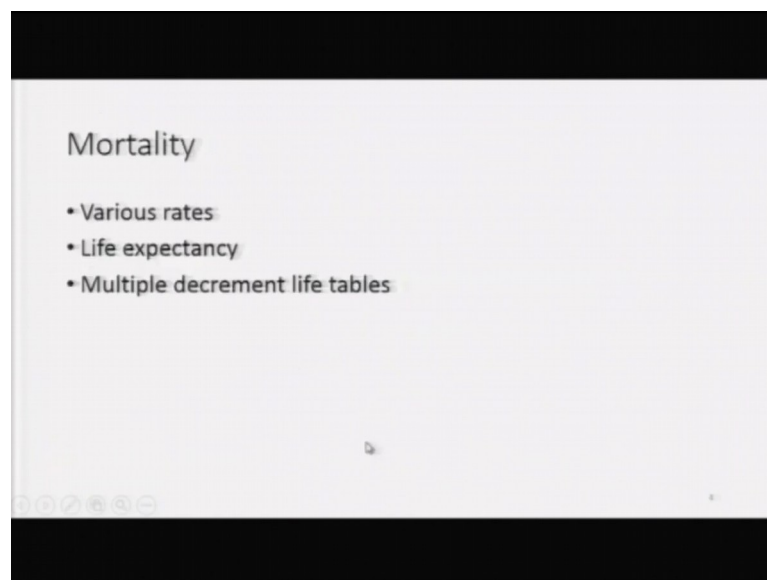 Mortality
• Various rates
• Life expectancy
• Multiple decrement life tables